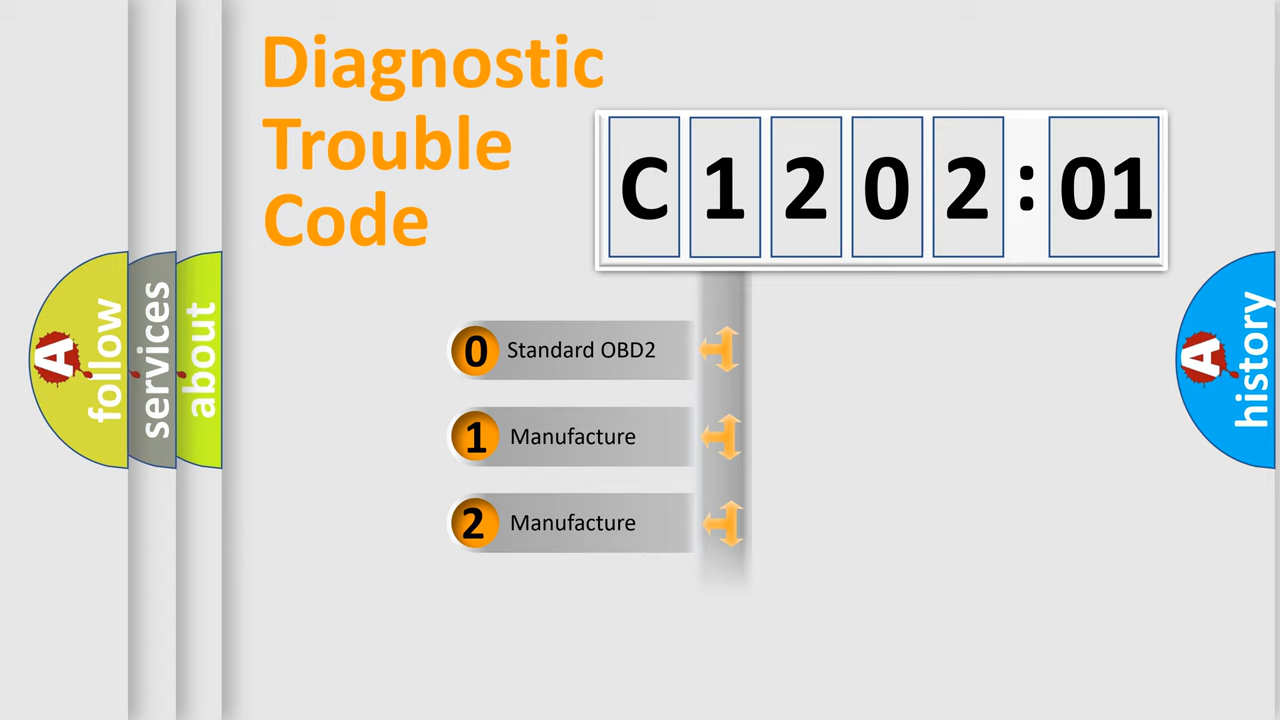 Diagnostic
Trouble
Code
C 1 2 0 2 : 01
0 Standard OBD2
1 Manufacture
2 Manufacture
A follow
services
about
A history